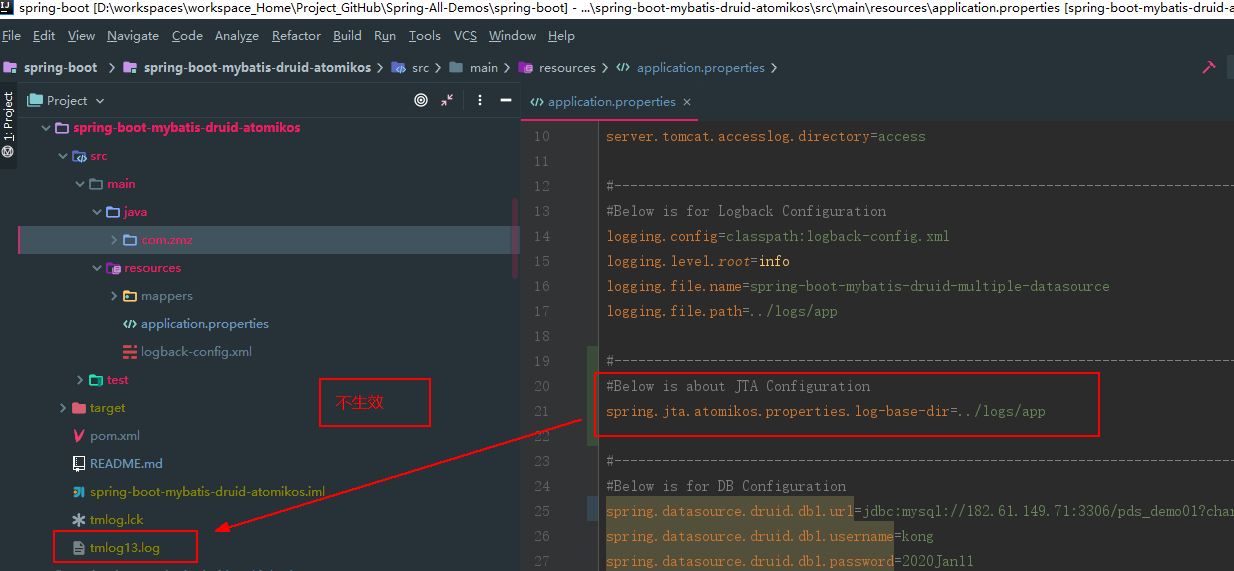 spring-boot [D:\workspaces\workspace_Home\Project_GitHub\Spring-All-Demos\spring-boot] - ...\spring-boot-mybatis-druid-atomikos\src\main\resources\application.properties [spring-boot-mybatis-druid-a
File Edit View Navigate Code Analyze Refactor Build Run Tools VCS Window Help
spring-boot spring-boot-mybatis-druid-atomikos src main resources application.properties
1: Project
Project
application.properties
spring-boot-mybatis-druid-atomikos
src
main
java
com.zmz
resources
mappers
application.properties
logback-config.xml
test
target
pom.xml
README.md
spring-boot-mybatis-druid-atomikos.iml
tmlog.lck
tmlog13.log
不生效
10 server.tomcat.accesslog.directory=access
11
12 #------------------------------------------------------------------------------
13 #Below is for Logback Configuration
14 logging.config=classpath:logback-config.xml
15 logging.level.root=info
16 logging.file.name=spring-boot-mybatis-druid-multiple-datasource
17 logging.file.path=../logs/app
18
19 #------------------------------------------------------------------------------
20 #Below is about JTA Configuration
21 spring.jta.atomikos.properties.log-base-dir=../logs/app
22
23 #------------------------------------------------------------------------------
24 #Below is for DB Configuration
25 spring.datasource.druid.db1.url=jdbc:mysql://182.61.149.71:3306/pds_demo01?char
26 spring.datasource.druid.db1.username=kong
27 spring.datasource.druid.db1.password=2020Jan11